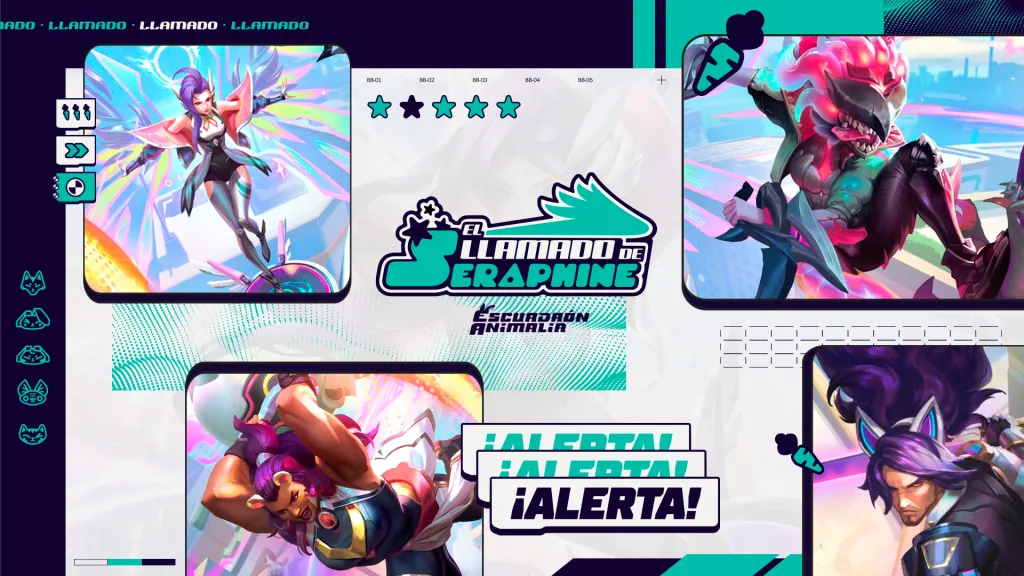 LLAMADO · LLAMADO · LLAMADO
BB-01 BB-02 BB-03 BB-04 BB-05
EL
LLAMADO DE
SERAPHINE
ESCUADRÓN
ANIMALIA
¡ALERTA!
¡ALERTA!
¡ALERTA!